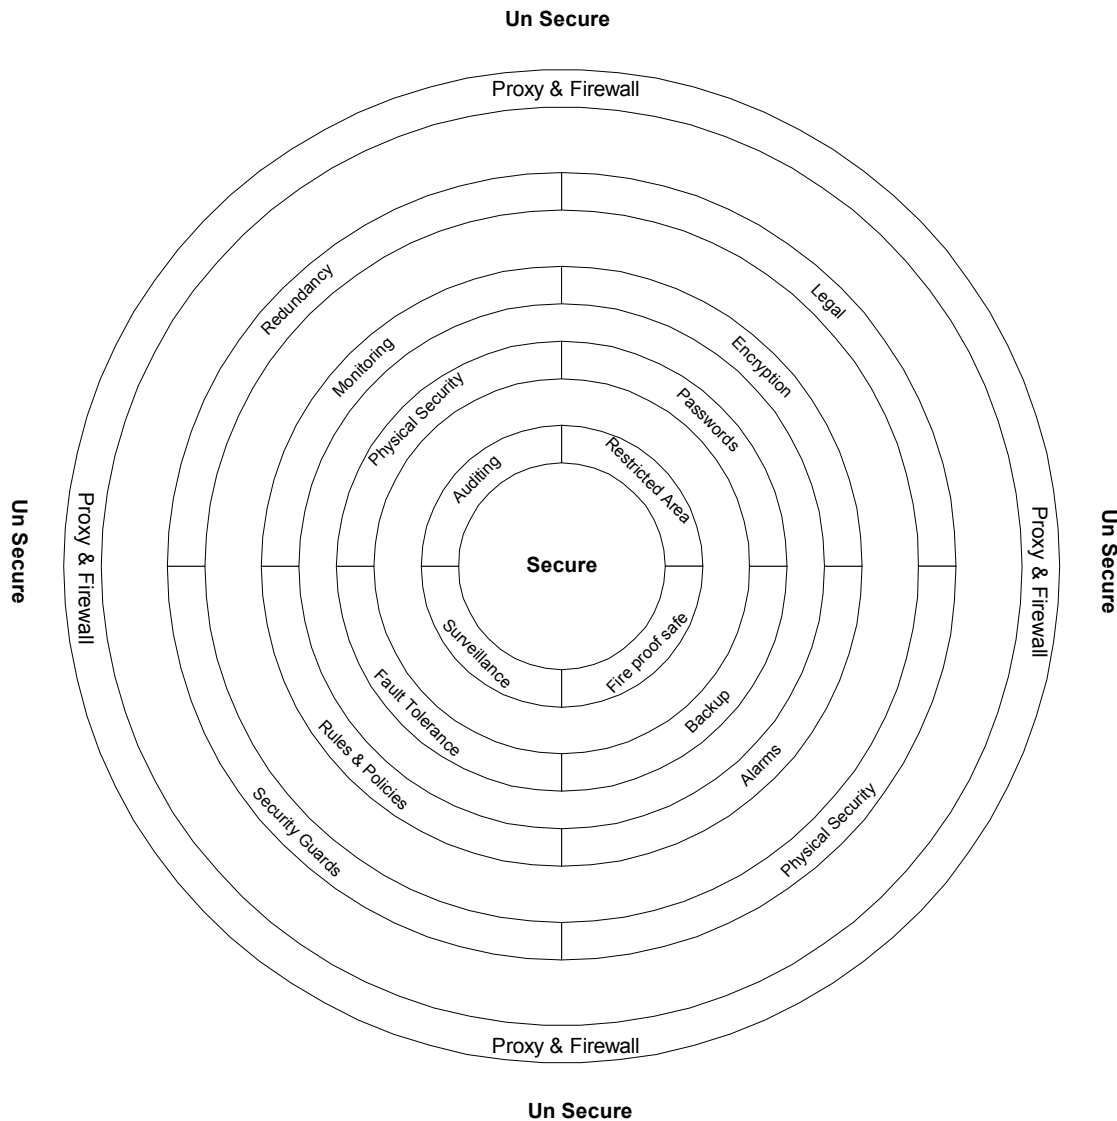 Un Secure
Proxy & Firewall
Redundancy
Legal
Monitoring
Encryption
Physical Security
Passwords
Auditing
Restricted Area
Un Secure
Proxy & Firewall
Secure
Proxy & Firewall
Un Secure
Surveillance
Fire proof safe
Fault Tolerance
Backup
Rules & Policies
Alarms
Security Guards
Physical Security
Proxy & Firewall
Un Secure